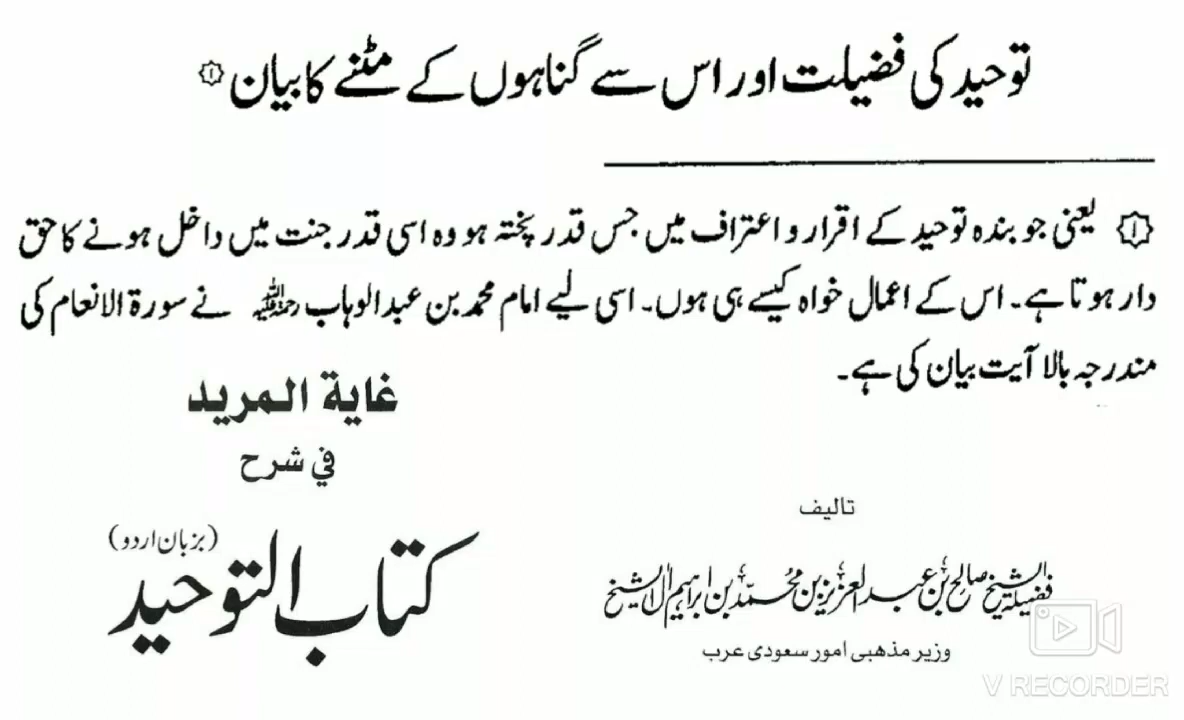 توحید کی فضیلت اور اس سے گناہوں کے مٹنے کا بیان ۱
۱ یعنی جو بندہ توحید کے اقرار و اعتراف میں جس قدر پختہ ہو وہ اسی قدر جنت میں داخل ہونے کا حق
دار ہوتا ہے۔ اس کے اعمال خواہ کیسے ہی ہوں۔ اسی لیے امام محمد بن عبدالوہاب رحمہ اللہ نے سورۃ الانعام کی
مندرجہ بالا آیت بیان کی ہے۔
غاية المريد
في شرح
کتاب التوحید
(بزبان اردو)
تالیف
فضیلۃ الشیخ صالح بن عبدالعزیز بن محمد بن ابراہیم آل الشیخ
وزیر مذہبی امور سعودی عرب
V RECORDER